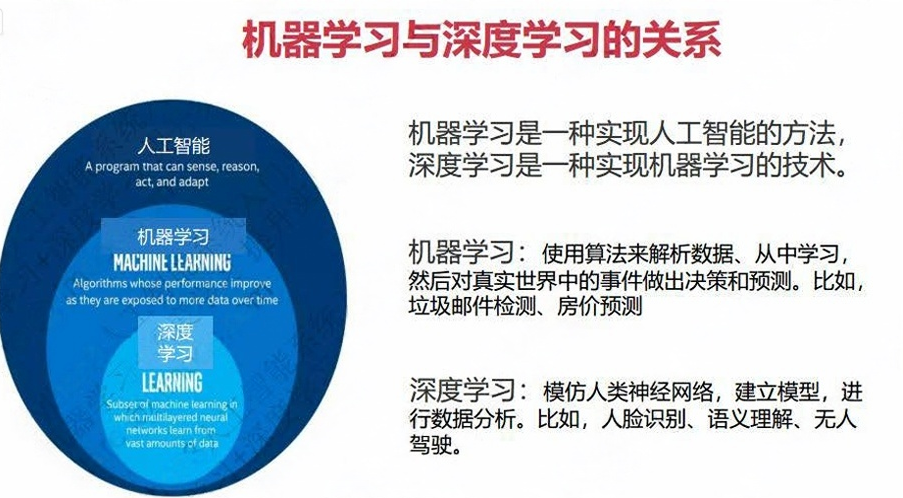 机器学习与深度学习的关系
人工智能
A program that can sense, reason,
act, and adapt
机器学习
MACHINE LEARNING
Algorithms whose performance improve
as they are exposed to more data over time
深度
学习
LEARNING
Subset of machine learning in
which multilayered neural
networks learn from
vast amounts of data
机器学习是一种实现人工智能的方法，
深度学习是一种实现机器学习的技术。
机器学习：使用算法来解析数据、从中学习，
然后对真实世界中的事件做出决策和预测。比如，
垃圾邮件检测、房价预测
深度学习：模仿人类神经网络，建立模型，进
行数据分析。比如，人脸识别、语义理解、无人
驾驶。